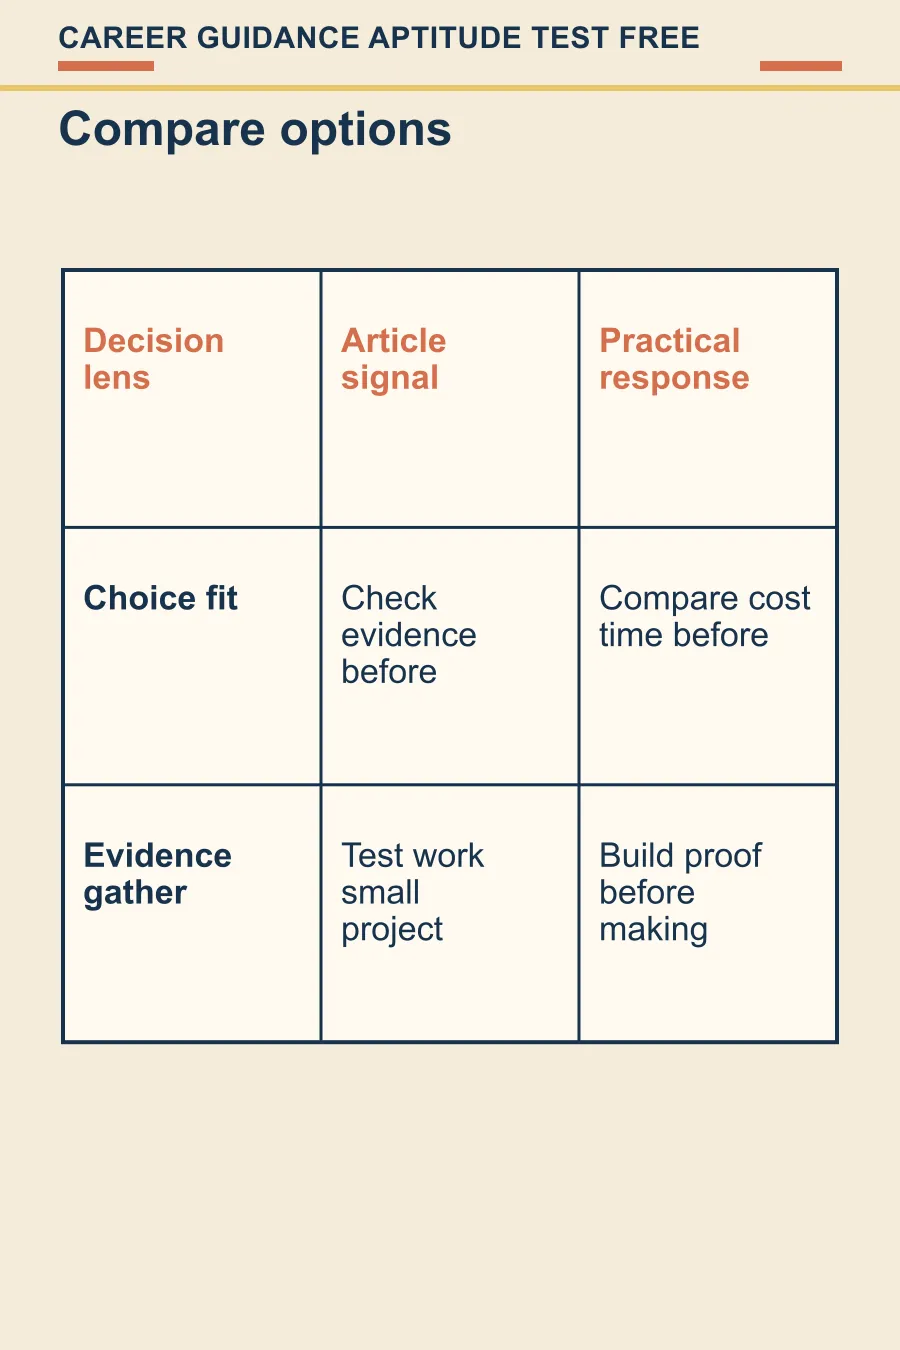 CAREER GUIDANCE APTITUDE TEST FREE
Compare options
Decision
lens
Article
signal
Practical
response
Choice fit
Check
evidence
before
Compare cost
time before
Evidence
gather
Test work
small
project
Build proof
before
making